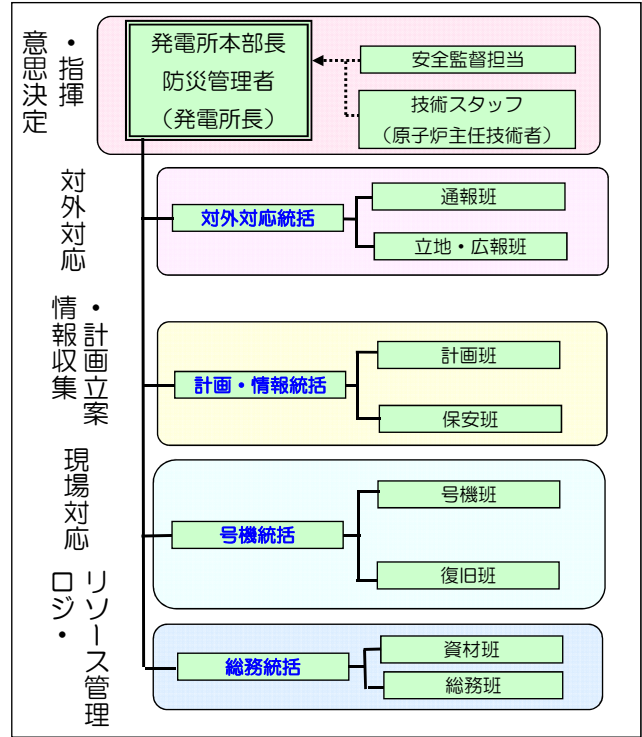 意思決定
・指揮
発電所本部長
防災管理者
（発電所長）
安全監督担当
技術スタッフ
（原子炉主任技術者）
対外対応
対外対応統括
通報班
立地・広報班
情報収集
・計画立案
計画・情報統括
計画班
保安班
現場対応
号機統括
号機班
復旧班
ロジ・
リソース管理
総務統括
資材班
総務班